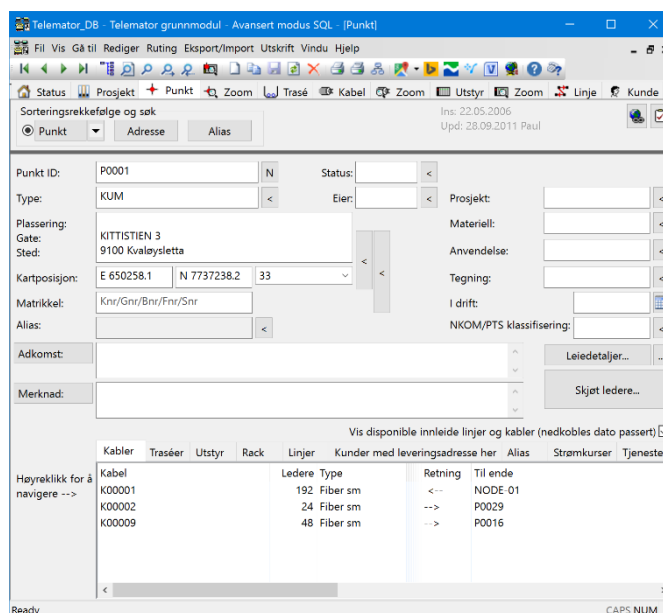 Telemator_DB - Telemator grunnmodul - Avansert modus SQL - [Punkt]
Fil Vis Gå til Rediger Ruting Eksport/Import Utskrift Vindu Hjelp
Status Prosjekt Punkt Zoom Trasé Kabel Zoom Utstyr Zoom Linje Kunde
Sorteringsrekkefølge og søk
Punkt Adresse Alias
Ins: 22.05.2006
Upd: 28.09.2011 Paul
Punkt ID: P0001 N Status: <
Type: KUM < Eier: < Prosjekt: <
Plassering: Materiell: <
Gate: KITTISTIEN 3
Sted: 9100 Kvaløysletta < < Anvendelse: <
Kartposisjon: E 650258.1 N 7737238.2 33 Tegning: <
Matrikkel: Knr/Gnr/Bnr/Fnr/Snr I drift:
Alias: < NKOM/PTS klassifisering: <
Adkomst: Leiedetaljer... ...
Merknad: Skjøt ledere...
Vis disponible innleide linjer og kabler (nedkobles dato passert)
Kabler Traséer Utstyr Rack Linjer Kunder med leveringsadresse her Alias Strømkurser Tjeneste
Høyreklikk for å
navigere -->
Kabel Ledere Type Retning Til ende
K00001 192 Fiber sm <-- NODE-01
K00002 24 Fiber sm --> P0029
K00009 48 Fiber sm --> P0016
Ready CAPS NUM